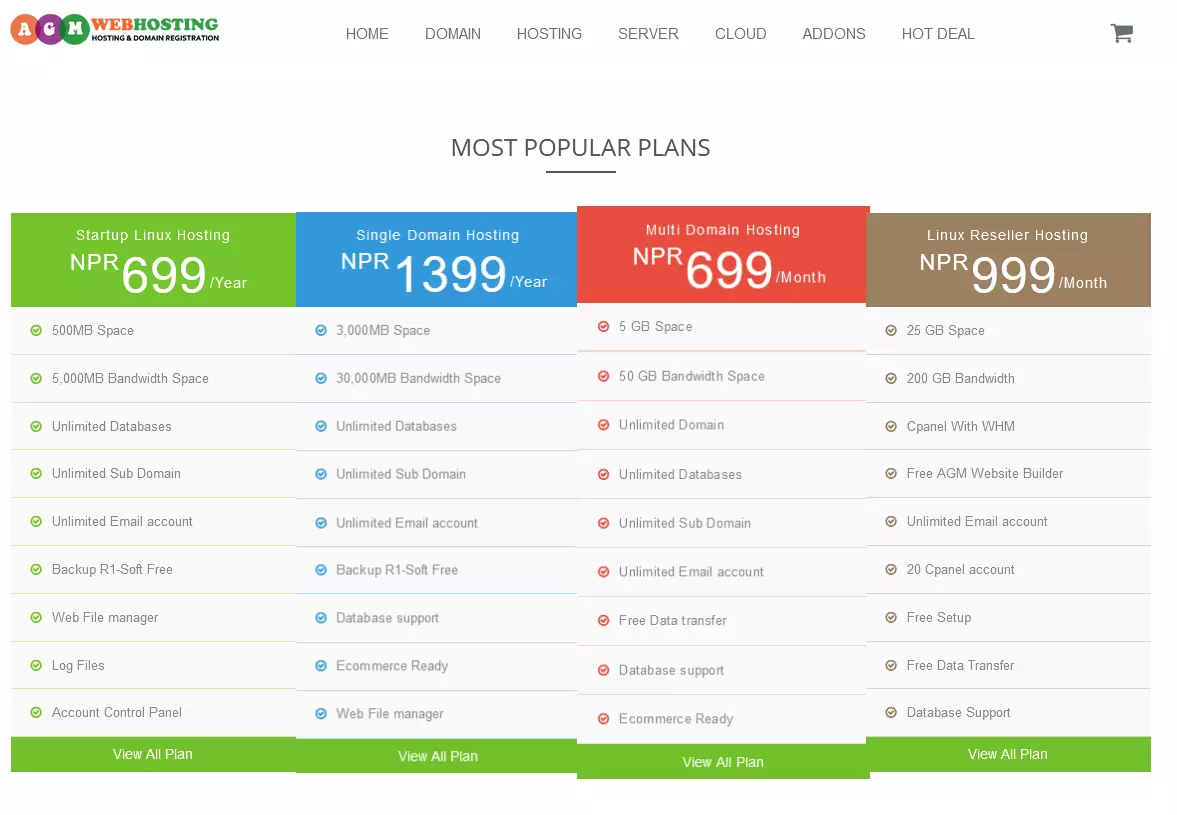 A G M WEBHOSTING
HOSTING & DOMAIN REGISTRATION
HOME DOMAIN HOSTING SERVER CLOUD ADDONS HOT DEAL
MOST POPULAR PLANS
Startup Linux Hosting
NPR 699 /Year
500MB Space
5,000MB Bandwidth Space
Unlimited Databases
Unlimited Sub Domain
Unlimited Email account
Backup R1-Soft Free
Web File manager
Log Files
Account Control Panel
View All Plan
Single Domain Hosting
NPR 1399 /Year
3,000MB Space
30,000MB Bandwidth Space
Unlimited Databases
Unlimited Sub Domain
Unlimited Email account
Backup R1-Soft Free
Database support
Ecommerce Ready
Web File manager
View All Plan
Multi Domain Hosting
NPR 699 /Month
5 GB Space
50 GB Bandwidth Space
Unlimited Domain
Unlimited Databases
Unlimited Sub Domain
Unlimited Email account
Free Data transfer
Database support
Ecommerce Ready
View All Plan
Linux Reseller Hosting
NPR 999 /Month
25 GB Space
200 GB Bandwidth
Cpanel With WHM
Free AGM Website Builder
Unlimited Email account
20 Cpanel account
Free Setup
Free Data Transfer
Database Support
View All Plan